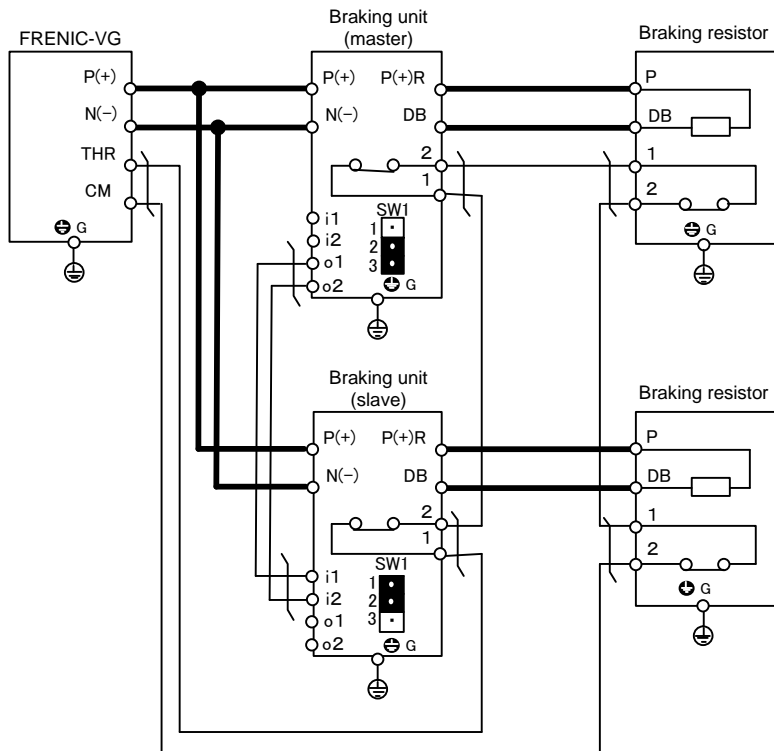 FRENIC-VG
P(+)
N(-)
THR
CM
G
Braking unit
(master)
P(+)
N(-)
P(+)R
DB
2
1
i1
i2
o1
o2
SW1
1
2
3
G
Braking resistor
P
DB
1
2
G
Braking unit
(slave)
P(+)
N(-)
P(+)R
DB
2
1
i1
i2
o1
o2
SW1
1
2
3
G
Braking resistor
P
DB
1
2
G